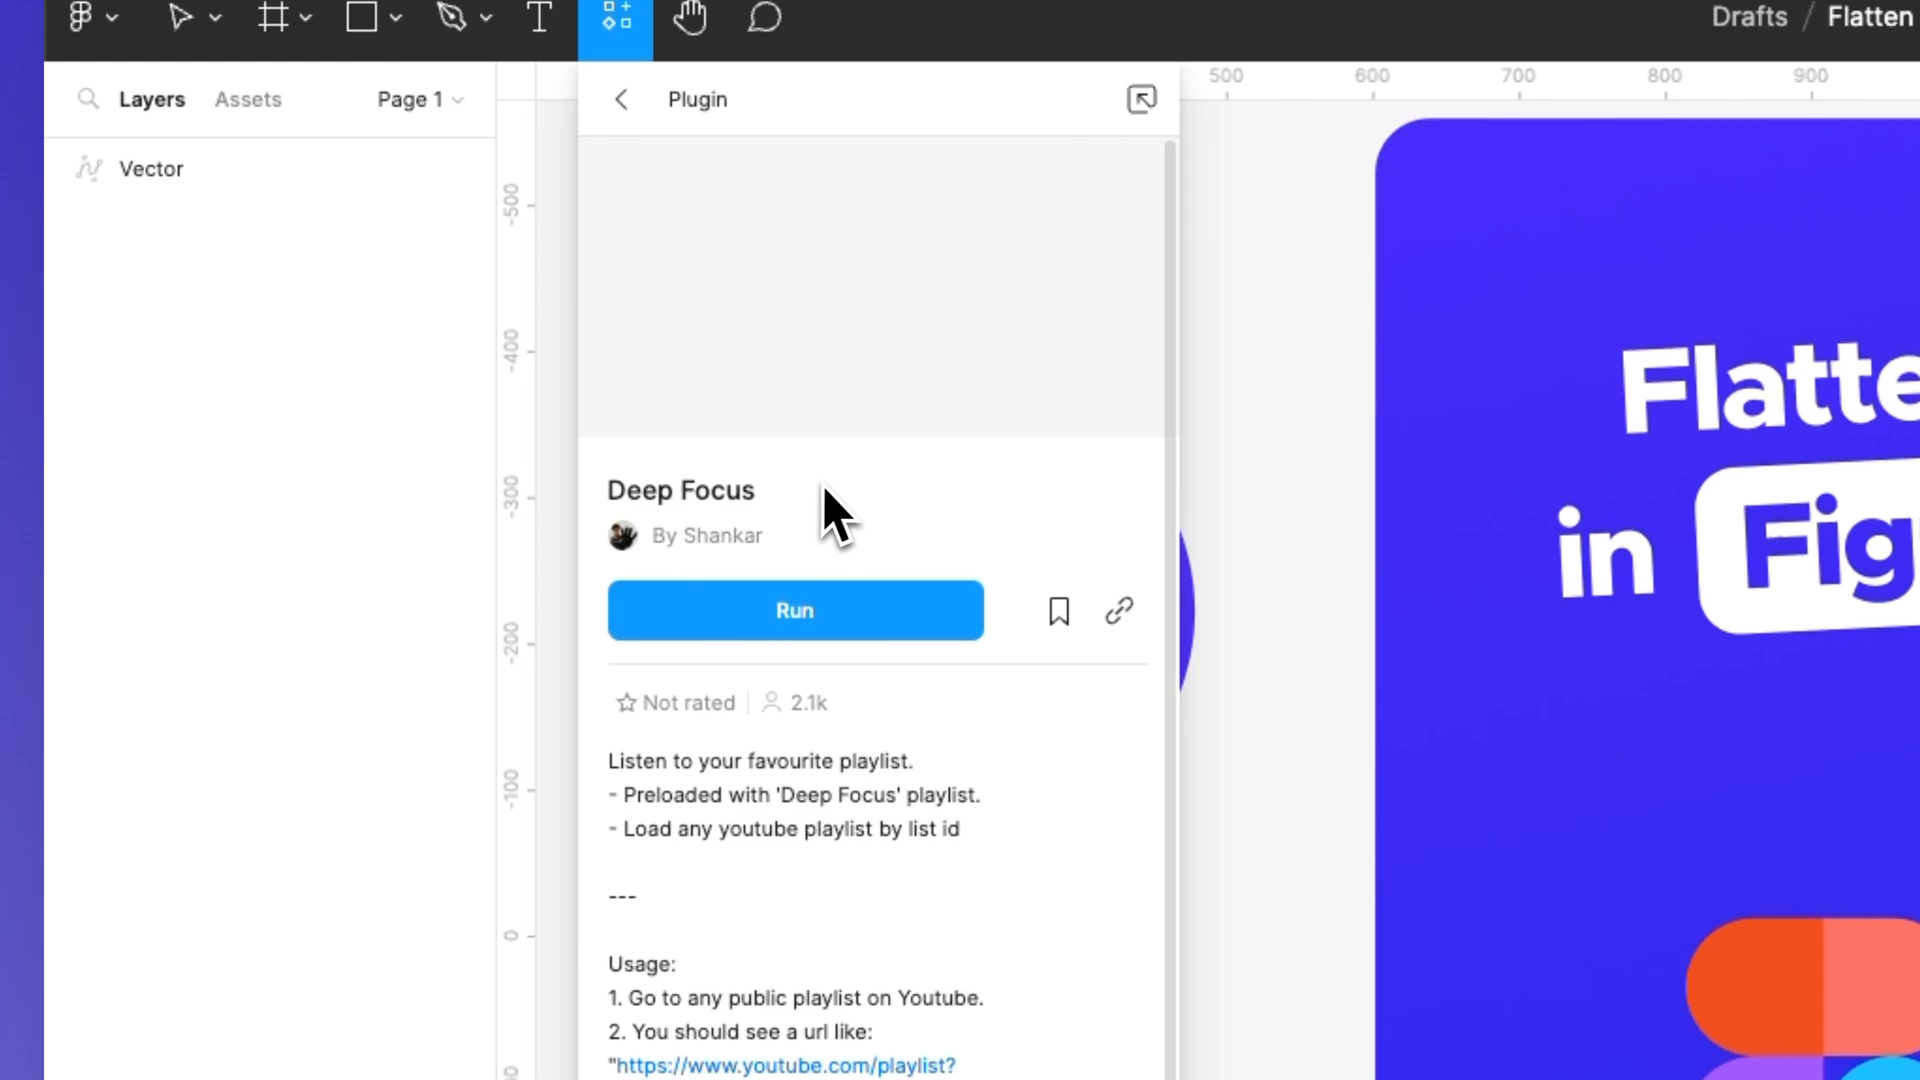 Drafts / Flatten
Layers Assets Page 1
Plugin
500 600 700 800 900
Vector
-500
-400
-300
-200
-100
0
Deep Focus
By Shankar
Run
Not rated 2.1k
Listen to your favourite playlist.
- Preloaded with 'Deep Focus' playlist.
- Load any youtube playlist by list id
---
Usage:
1. Go to any public playlist on Youtube.
2. You should see a url like:
"https://www.youtube.com/playlist?
Flatte
in Fig